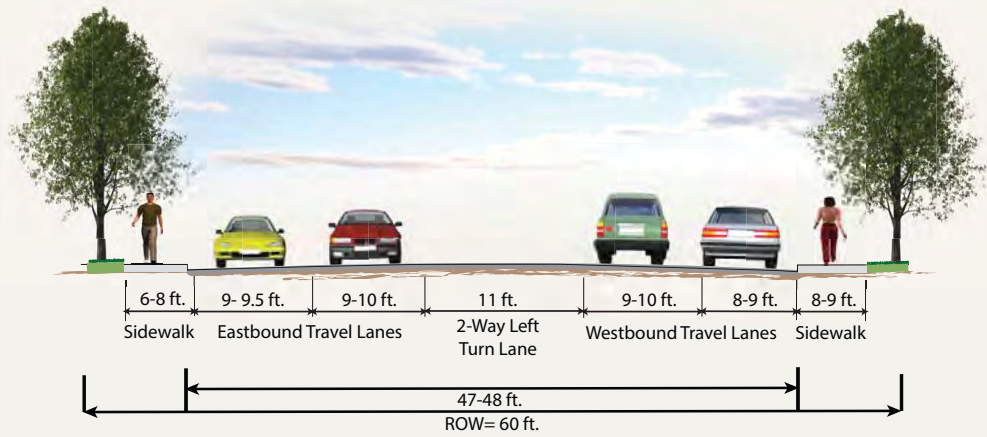 6-8 ft. 9- 9.5 ft. 9-10 ft. 11 ft. 9-10 ft. 8-9 ft. 8-9 ft.
Sidewalk Eastbound Travel Lanes 2-Way Left Westbound Travel Lanes Sidewalk
Turn Lane
47-48 ft.
ROW= 60 ft.